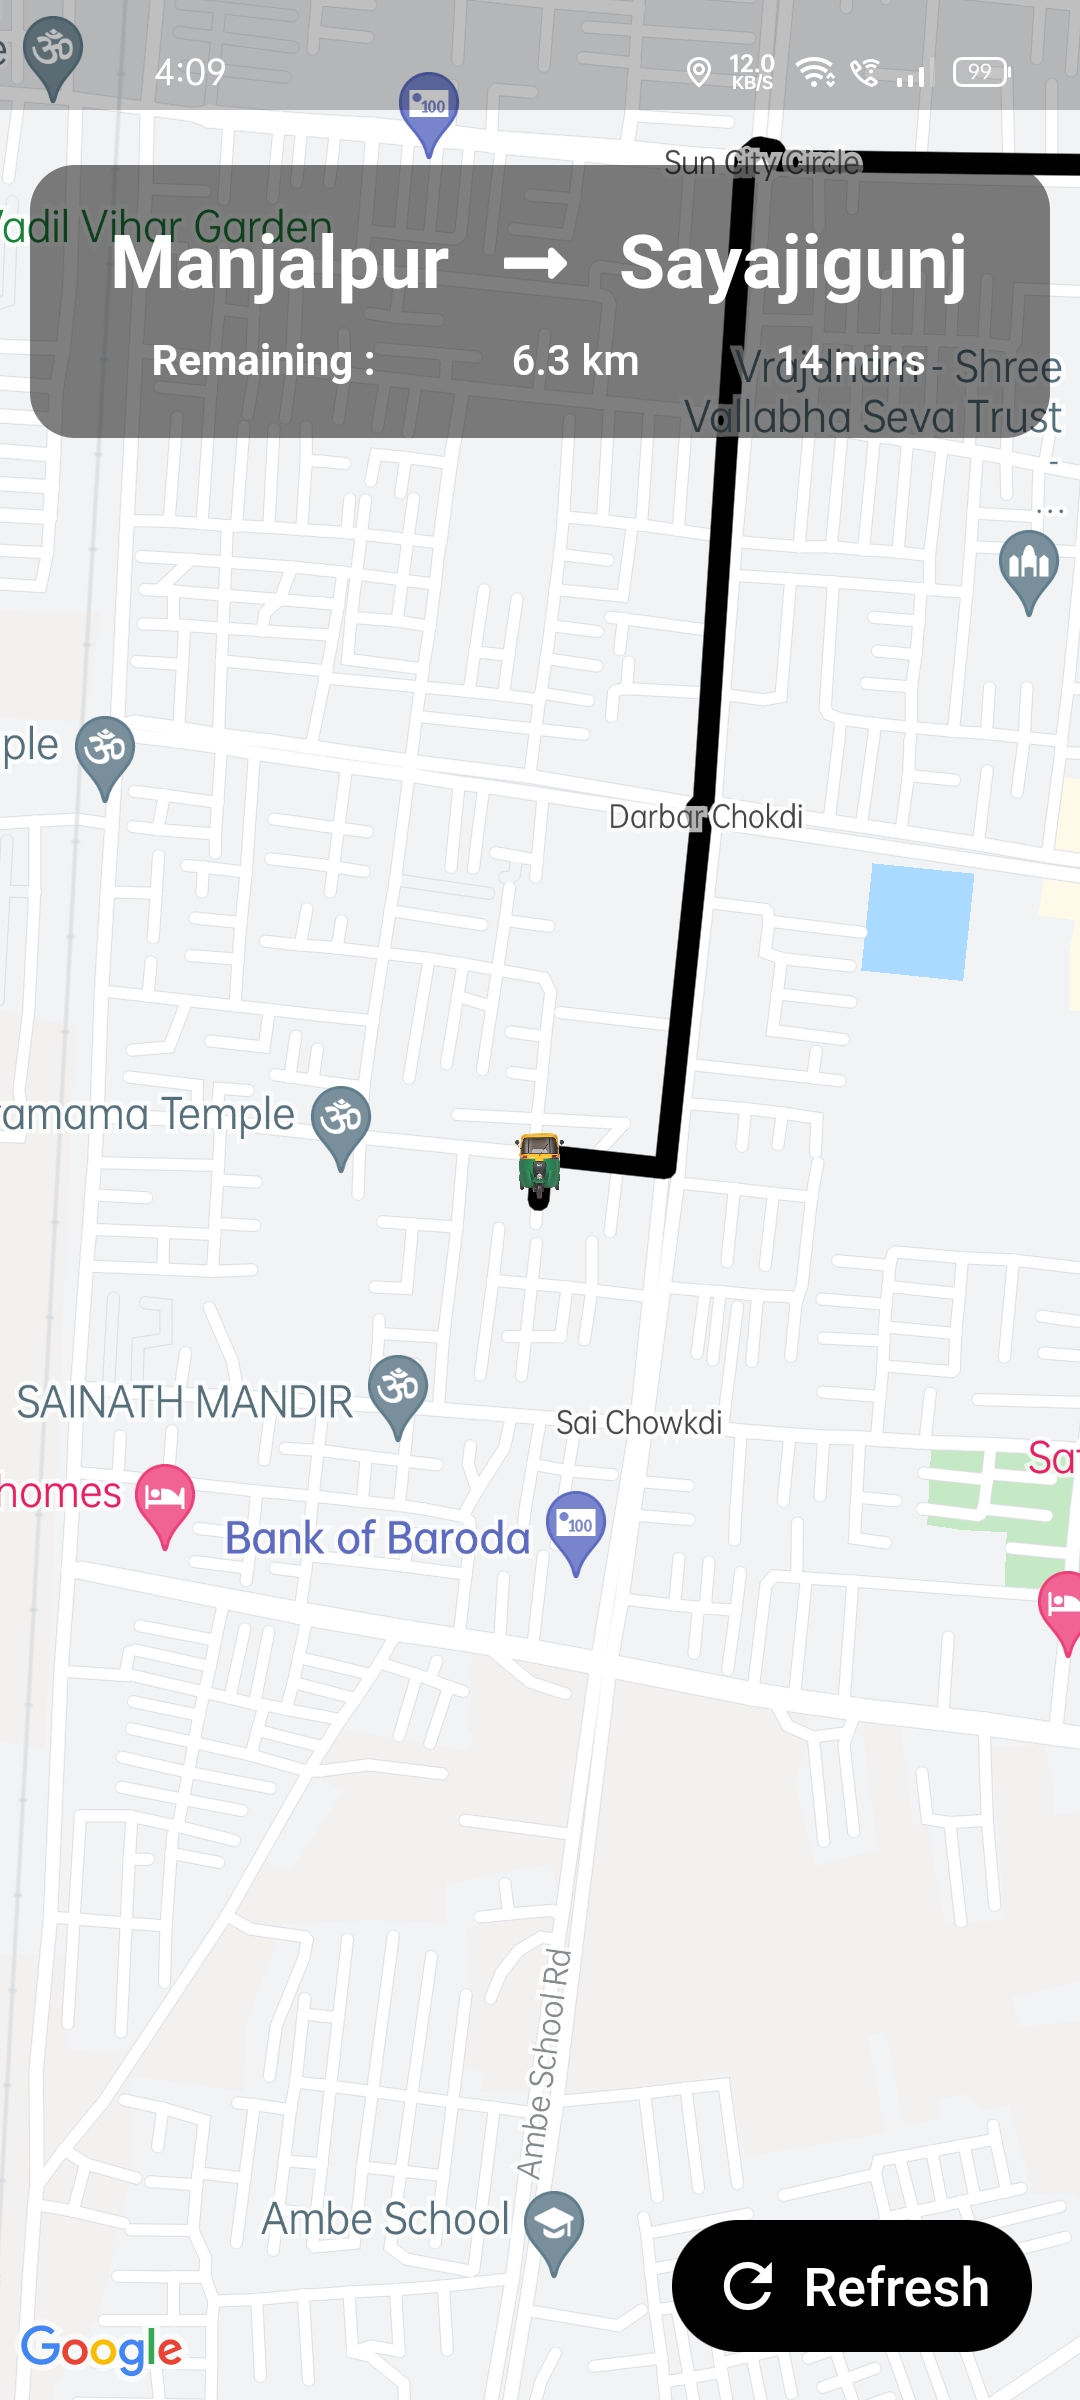 e
4:09
12.0
KB/S
99
100
Sun City Circle
Vadil Vihar Garden
Manjalpur → Sayajigunj
Remaining : 6.3 km 14 mins
Vrajdham - Shree
Vallabha Seva Trust
-
...
ple
Darbar Chokdi
ramama Temple
SAINATH MANDIR
Sai Chowkdi
homes
Bank of Baroda
100
Sat
Ambe School Rd
Ambe School
Refresh
Google